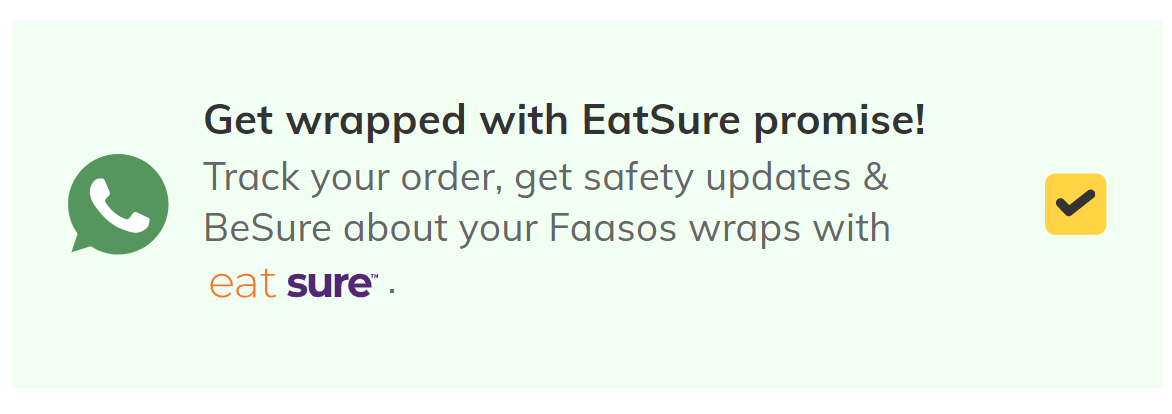 Get wrapped with EatSure promise!
Track your order, get safety updates &
BeSure about your Faasos wraps with
eat sure™ .